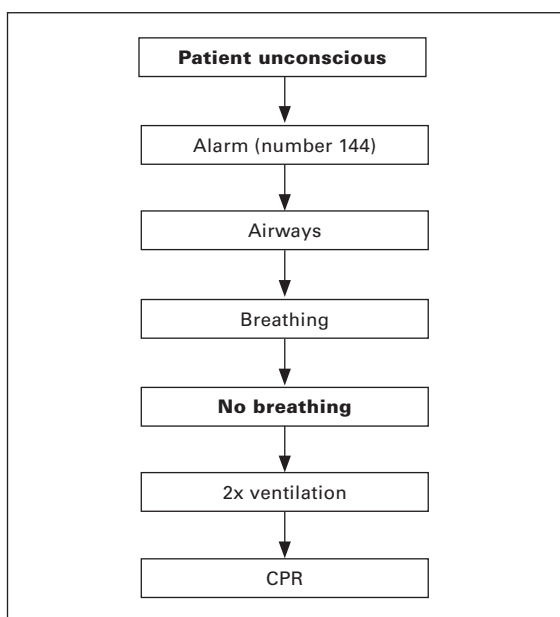 Patient unconscious
Alarm (number 144)
Airways
Breathing
No breathing
2x ventilation
CPR